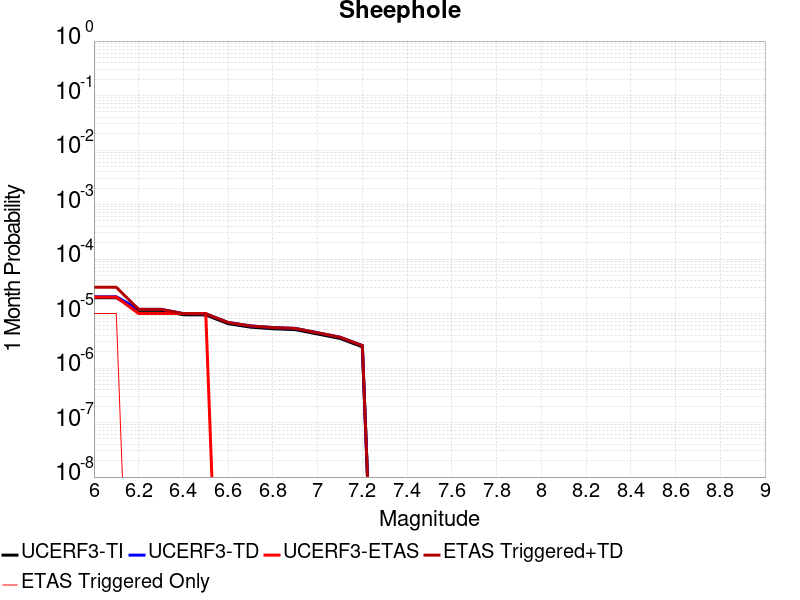 Sheephole
10^0
10^-1
10^-2
10^-3
10^-4
10^-5
10^-6
10^-7
10^-8
1 Month Probability
6 6.2 6.4 6.6 6.8 7 7.2 7.4 7.6 7.8 8 8.2 8.4 8.6 8.8 9
Magnitude
UCERF3-TI UCERF3-TD UCERF3-ETAS ETAS Triggered+TD
ETAS Triggered Only